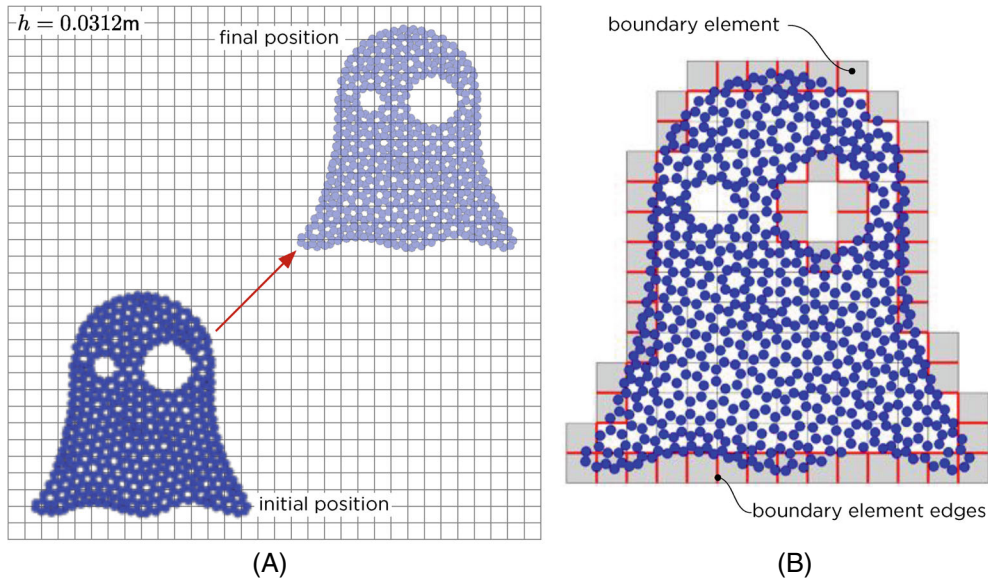 h = 0.0312m
final position
initial position
(A)
boundary element
boundary element edges
(B)